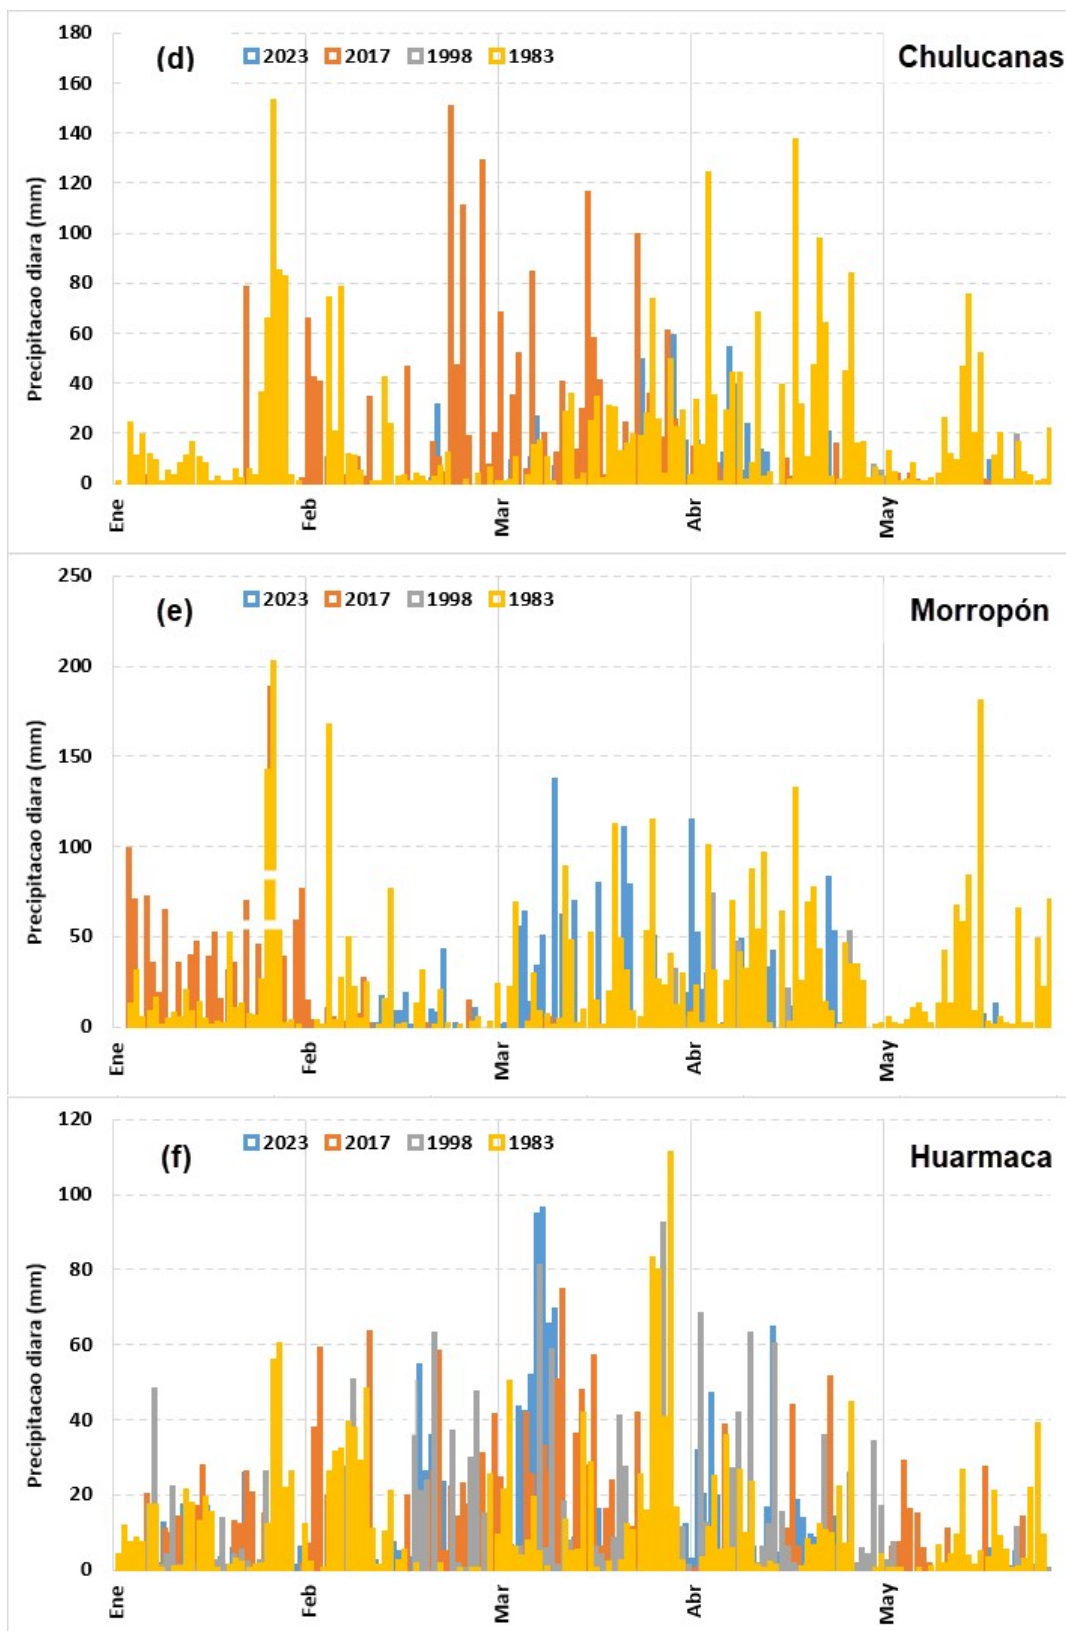 180
(d)
2023 2017 1998 1983
Chulucanas
160
140
120
100
80
60
40
20
0
Precipitacao diara (mm)
Ene Feb Mar Abr May
250
(e)
2023 2017 1998 1983
Morropón
200
150
100
50
0
Precipitacao diara (mm)
Ene Feb Mar Abr May
120
(f)
2023 2017 1998 1983
Huarmaca
100
80
60
40
20
0
Precipitacao diara (mm)
Ene Feb Mar Abr May